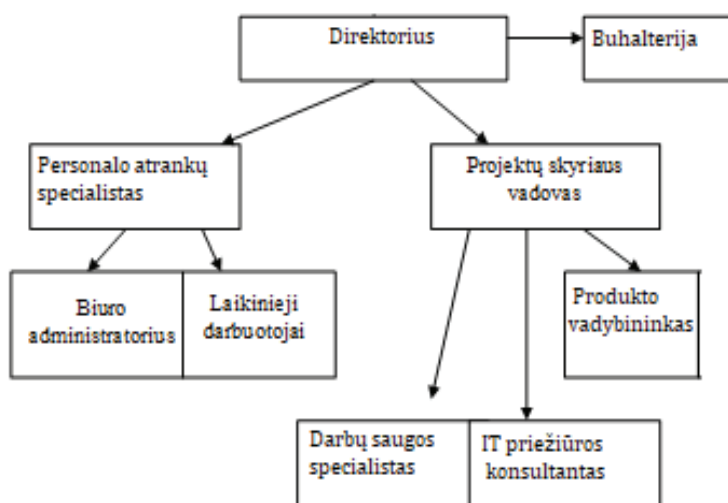 Direktorius
Buhalterija
Personalo atrankų
specialistas
Projektų skyriaus
vadovas
Biuro
administratorius
Laikinieji
darbuotojai
Produkto
vadybininkas
Darbų saugos
specialistas
IT priežiūros
konsultantas